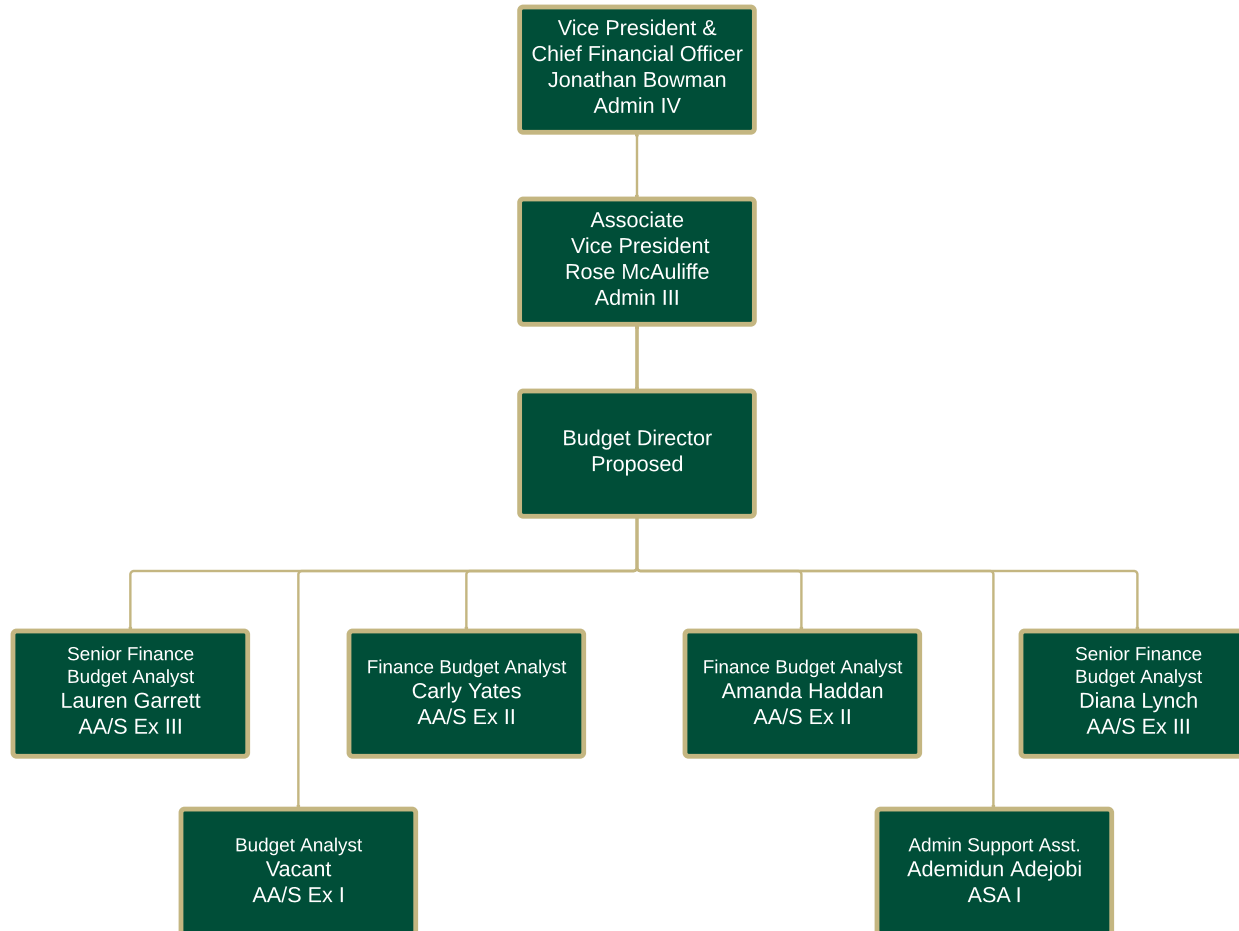 Vice President &
Chief Financial Officer
Jonathan Bowman
Admin IV
Associate
Vice President
Rose McAuliffe
Admin III
Budget Director
Proposed
Senior Finance
Budget Analyst
Lauren Garrett
AA/S Ex III
Finance Budget Analyst
Carly Yates
AA/S Ex II
Finance Budget Analyst
Amanda Haddan
AA/S Ex II
Senior Finance
Budget Analyst
Diana Lynch
AA/S Ex III
Budget Analyst
Vacant
AA/S Ex I
Admin Support Asst.
Ademidun Adejobi
ASA I